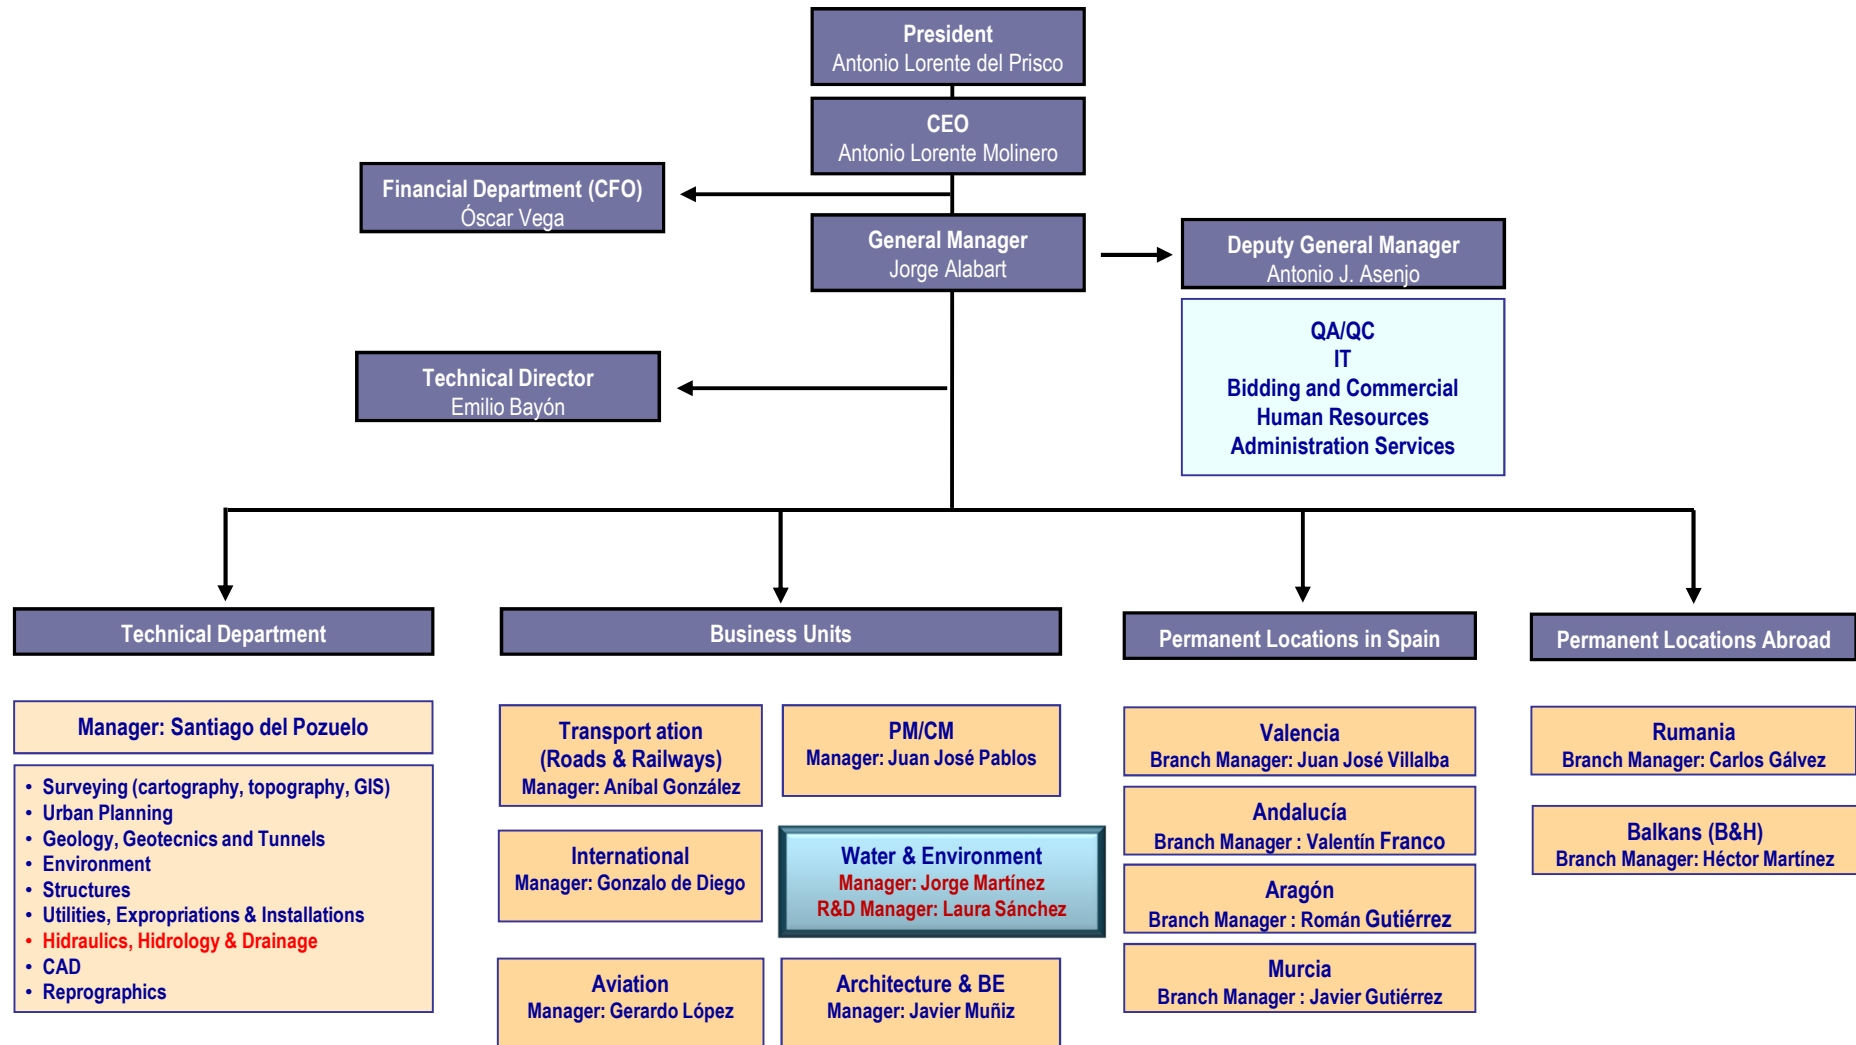 President
Antonio Lorente del Prisco
CEO
Antonio Lorente Molinero
Financial Department (CFO)
Óscar Vega
General Manager
Jorge Alabart
Deputy General Manager
Antonio J. Asenjo
QA/QC
IT
Bidding and Commercial
Human Resources
Administration Services
Technical Director
Emilio Bayón
Technical Department
Manager: Santiago del Pozuelo
• Surveying (cartography, topography, GIS)
• Urban Planning
• Geology, Geotecnics and Tunnels
• Environment
• Structures
• Utilities, Expropriations & Installations
• Hidraulics, Hidrology & Drainage
• CAD
• Reprographics
Business Units
Transport ation
(Roads & Railways)
Manager: Aníbal González
PM/CM
Manager: Juan José Pablos
International
Manager: Gonzalo de Diego
Water & Environment
Manager: Jorge Martínez
R&D Manager: Laura Sánchez
Aviation
Manager: Gerardo López
Architecture & BE
Manager: Javier Muñiz
Permanent Locations in Spain
Valencia
Branch Manager: Juan José Villalba
Andalucía
Branch Manager : Valentín Franco
Aragón
Branch Manager : Román Gutiérrez
Murcia
Branch Manager : Javier Gutiérrez
Permanent Locations Abroad
Rumania
Branch Manager: Carlos Gálvez
Balkans (B&H)
Branch Manager: Héctor Martínez